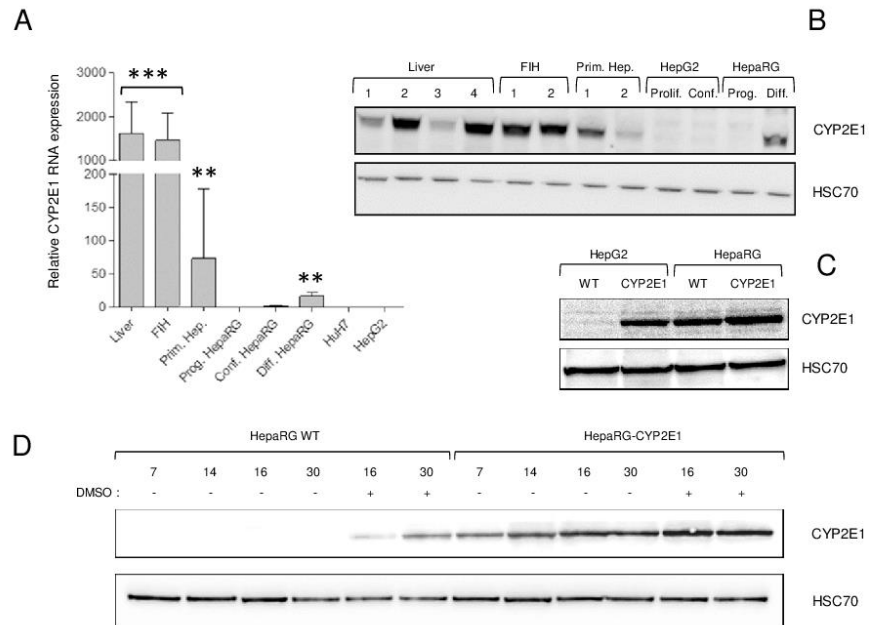 A
Relative CYP2E1 RNA expression
3000
2000
1000
200
150
100
50
0
***
**
**
Liver
FIH
Prim. Hep.
Prog. HepaRG
Conf. HepaRG
Diff. HepaRG
HuH7
HepG2
B
Liver FIH Prim. Hep. HepG2 HepaRG
1 2 3 4 1 2 1 2 Prolif. Conf. Prog. Diff.
CYP2E1
HSC70
C
HepG2 HepaRG
WT CYP2E1 WT CYP2E1
CYP2E1
HSC70
D
HepaRG WT HepaRG-CYP2E1
7 14 16 30 16 30 7 14 16 30 16 30
DMSO : - - - - + + - - - - + +
CYP2E1
HSC70